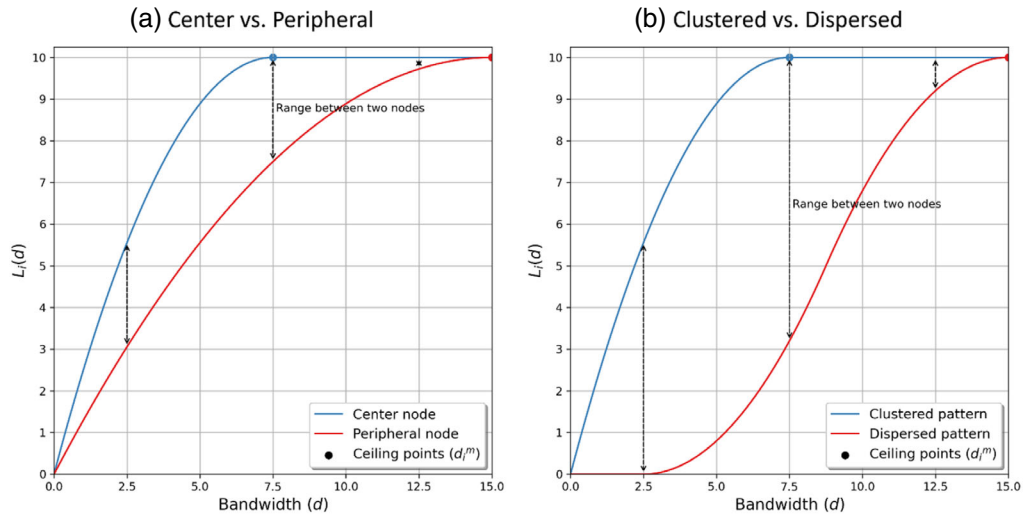 (a) Center vs. Peripheral
10
9
8
7
6
5
4
3
2
1
0
Lᵢ(d)
Range between two nodes
Center node
Peripheral node
Ceiling points (dᵢᵐ)
0.0 2.5 5.0 7.5 10.0 12.5 15.0
Bandwidth (d)
(b) Clustered vs. Dispersed
10
9
8
7
6
5
4
3
2
1
0
Lᵢ(d)
Range between two nodes
Clustered pattern
Dispersed pattern
Ceiling points (dᵢᵐ)
0.0 2.5 5.0 7.5 10.0 12.5 15.0
Bandwidth (d)